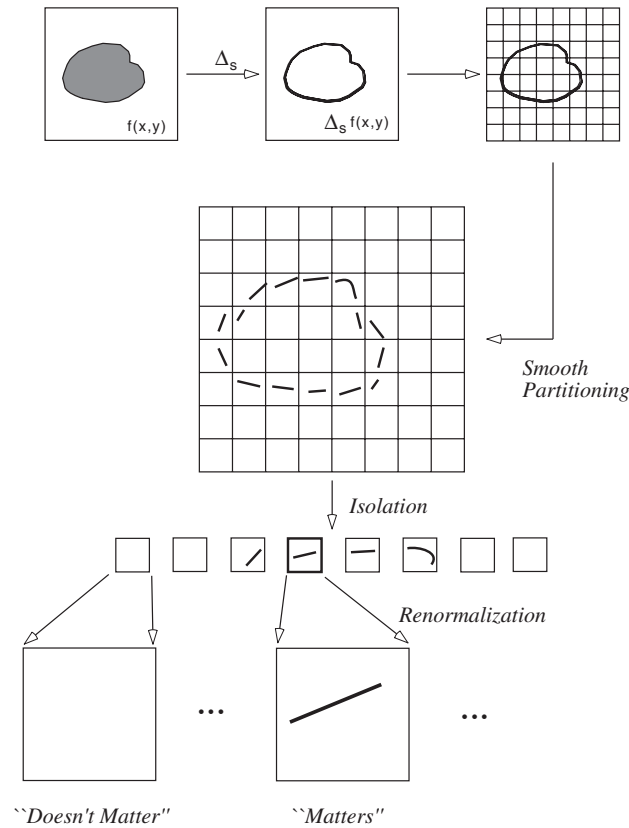 Δs
f(x,y)
Δs f(x,y)
Smooth
Partitioning
Isolation
Renormalization
...
...
``Doesn't Matter''
``Matters''